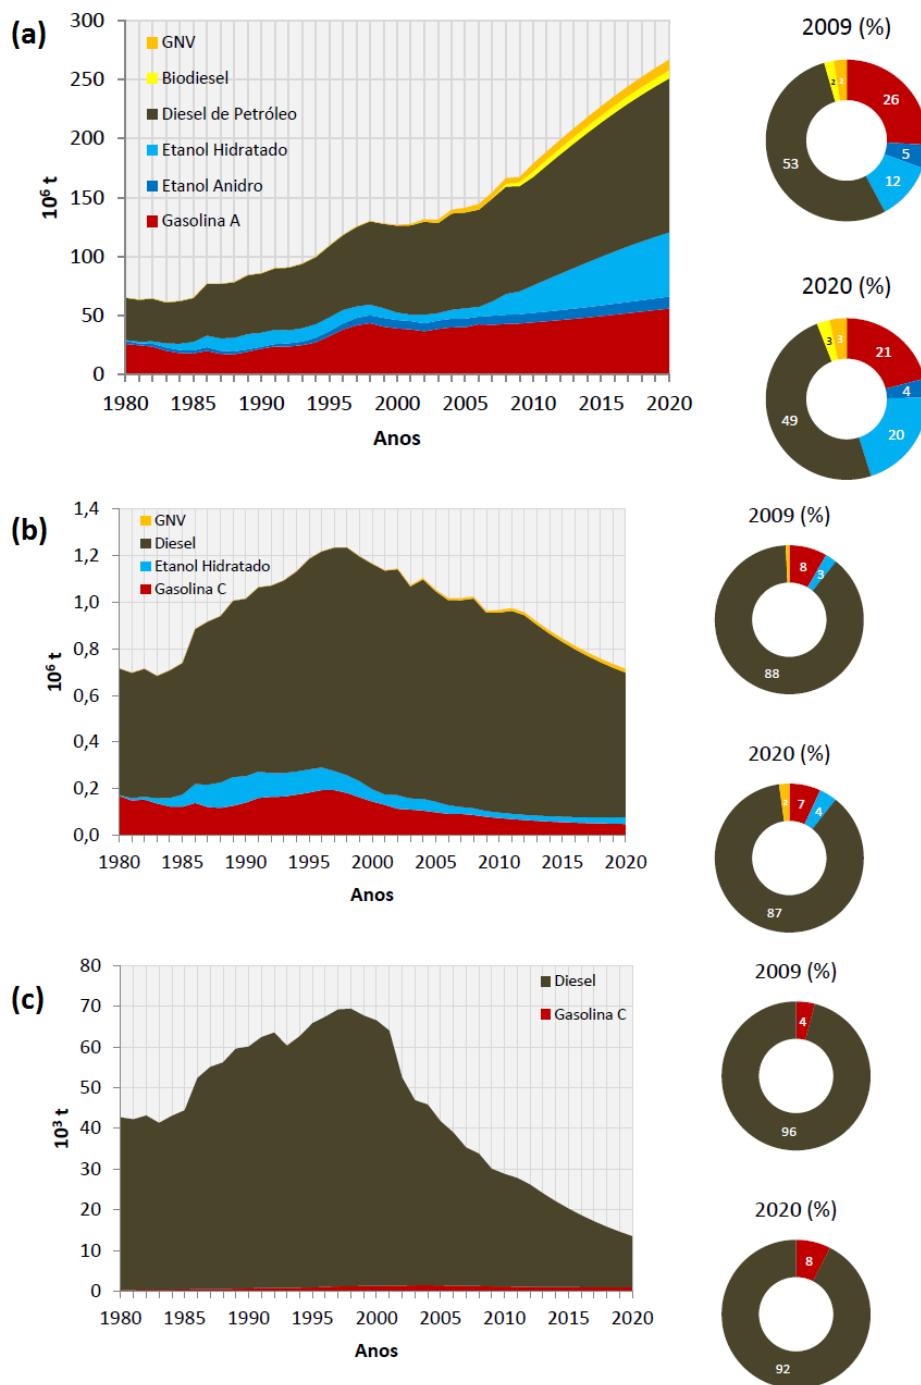 (a)
300
250
200
150
100
50
0
10⁶ t
GNV
Biodiesel
Diesel de Petróleo
Etanol Hidratado
Etanol Anidro
Gasolina A
1980 1985 1990 1995 2000 2005 2010 2015 2020
Anos
2009 (%)
2
2
26
5
12
53
2020 (%)
3
3
21
4
20
49
(b)
1,4
1,2
1,0
0,8
0,6
0,4
0,2
0,0
10⁶ t
GNV
Diesel
Etanol Hidratado
Gasolina C
1980 1985 1990 1995 2000 2005 2010 2015 2020
Anos
2009 (%)
8
3
88
2020 (%)
2
7
4
87
(c)
80
70
60
50
40
30
20
10
0
10³ t
Diesel
Gasolina C
1980 1985 1990 1995 2000 2005 2010 2015 2020
Anos
2009 (%)
4
96
2020 (%)
8
92